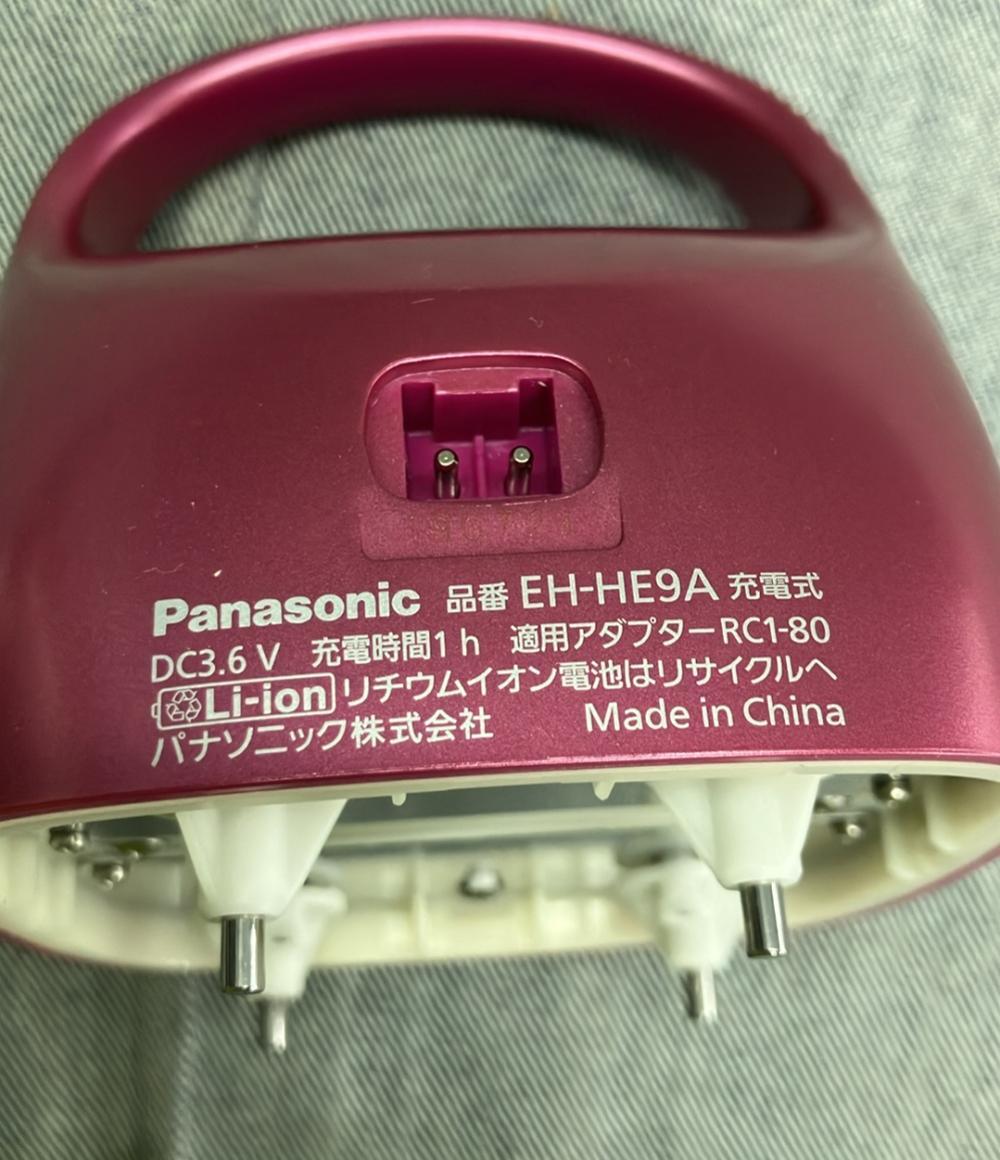 Panasonic 品番 EH-HE9A 充電式
DC3.6 V 充電時間1 h 適用アダプターRC1-80
Li-ion リチウムイオン電池はリサイクルへ
パナソニック株式会社 Made in China